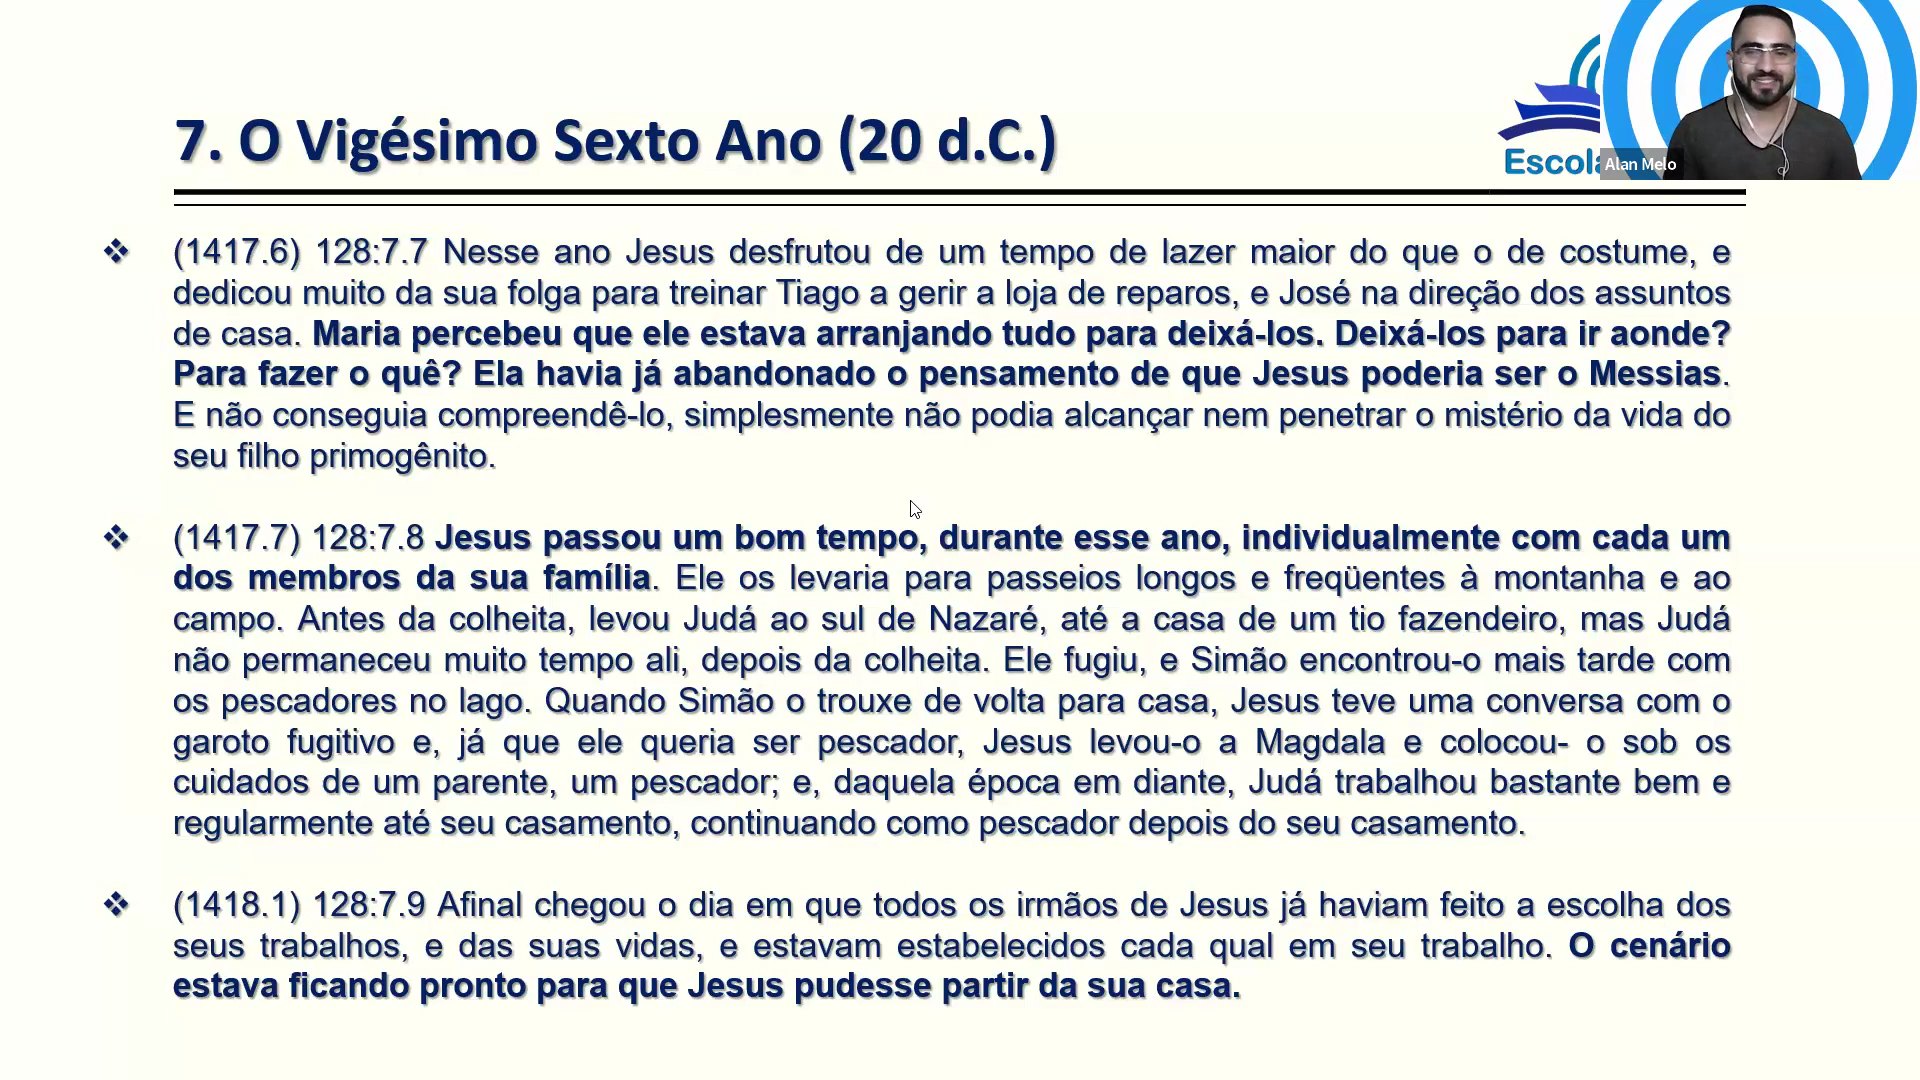 7. O Vigésimo Sexto Ano (20 d.C.)
Escola
Alan Melo
❖ (1417.6) 128:7.7 Nesse ano Jesus desfrutou de um tempo de lazer maior do que o de costume, e
dedicou muito da sua folga para treinar Tiago a gerir a loja de reparos, e José na direção dos assuntos
de casa. Maria percebeu que ele estava arranjando tudo para deixá-los. Deixá-los para ir aonde?
Para fazer o quê? Ela havia já abandonado o pensamento de que Jesus poderia ser o Messias.
E não conseguia compreendê-lo, simplesmente não podia alcançar nem penetrar o mistério da vida do
seu filho primogênito.
❖ (1417.7) 128:7.8 Jesus passou um bom tempo, durante esse ano, individualmente com cada um
dos membros da sua família. Ele os levaria para passeios longos e freqüentes à montanha e ao
campo. Antes da colheita, levou Judá ao sul de Nazaré, até a casa de um tio fazendeiro, mas Judá
não permaneceu muito tempo ali, depois da colheita. Ele fugiu, e Simão encontrou-o mais tarde com
os pescadores no lago. Quando Simão o trouxe de volta para casa, Jesus teve uma conversa com o
garoto fugitivo e, já que ele queria ser pescador, Jesus levou-o a Magdala e colocou- o sob os
cuidados de um parente, um pescador; e, daquela época em diante, Judá trabalhou bastante bem e
regularmente até seu casamento, continuando como pescador depois do seu casamento.
❖ (1418.1) 128:7.9 Afinal chegou o dia em que todos os irmãos de Jesus já haviam feito a escolha dos
seus trabalhos, e das suas vidas, e estavam estabelecidos cada qual em seu trabalho. O cenário
estava ficando pronto para que Jesus pudesse partir da sua casa.